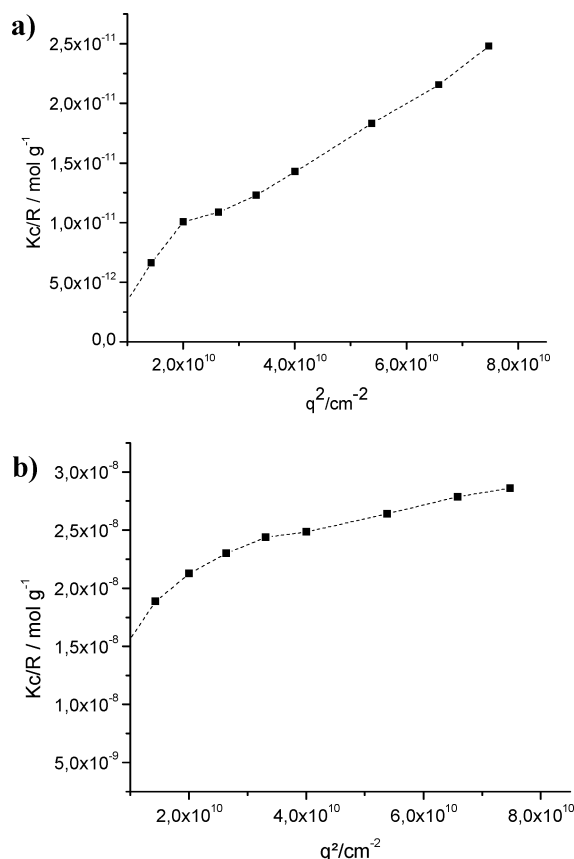 a)
2,5x10⁻¹¹
2,0x10⁻¹¹
1,5x10⁻¹¹
1,0x10⁻¹¹
5,0x10⁻¹²
0,0
Kc/R / mol g⁻¹
2,0x10¹⁰ 4,0x10¹⁰ 6,0x10¹⁰ 8,0x10¹⁰
q²/cm⁻²
b)
3,0x10⁻⁸
2,5x10⁻⁸
2,0x10⁻⁸
1,5x10⁻⁸
1,0x10⁻⁸
5,0x10⁻⁹
Kc/R / mol g⁻¹
2,0x10¹⁰ 4,0x10¹⁰ 6,0x10¹⁰ 8,0x10¹⁰
q²/cm⁻²